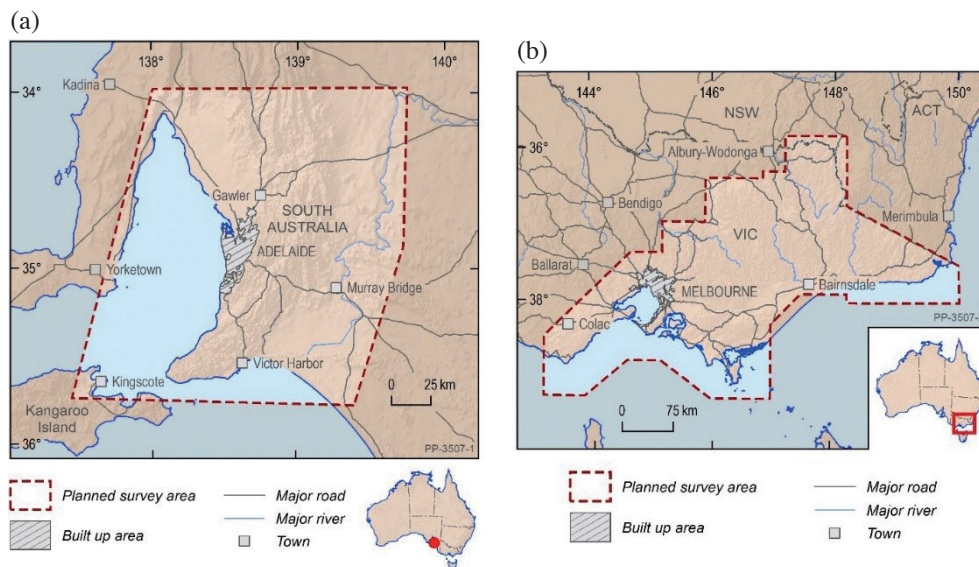 (a)
138°
139°
140°
34°
Kadina
Gawler
SOUTH
AUSTRALIA
ADELAIDE
35°
Yorketown
Murray Bridge
Victor Harbor
0 25 km
Kingscote
Kangaroo
Island
36°
PP-3507-1
Planned survey area
Built up area
Major road
Major river
Town
(b)
144°
146°
148°
150°
NSW
ACT
36°
Albury-Wodonga
Bendigo
Merimbula
VIC
Ballarat
MELBOURNE
Bairnsdale
38°
PP-3507-
Colac
0 75 km
Planned survey area
Built up area
Major road
Major river
Town